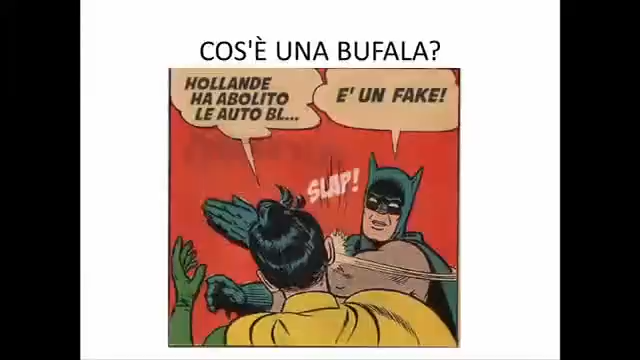 COS'È UNA BUFALA?
HOLLANDE
HA ABOLITO
LE AUTO BL...
E' UN FAKE!
SLAP!